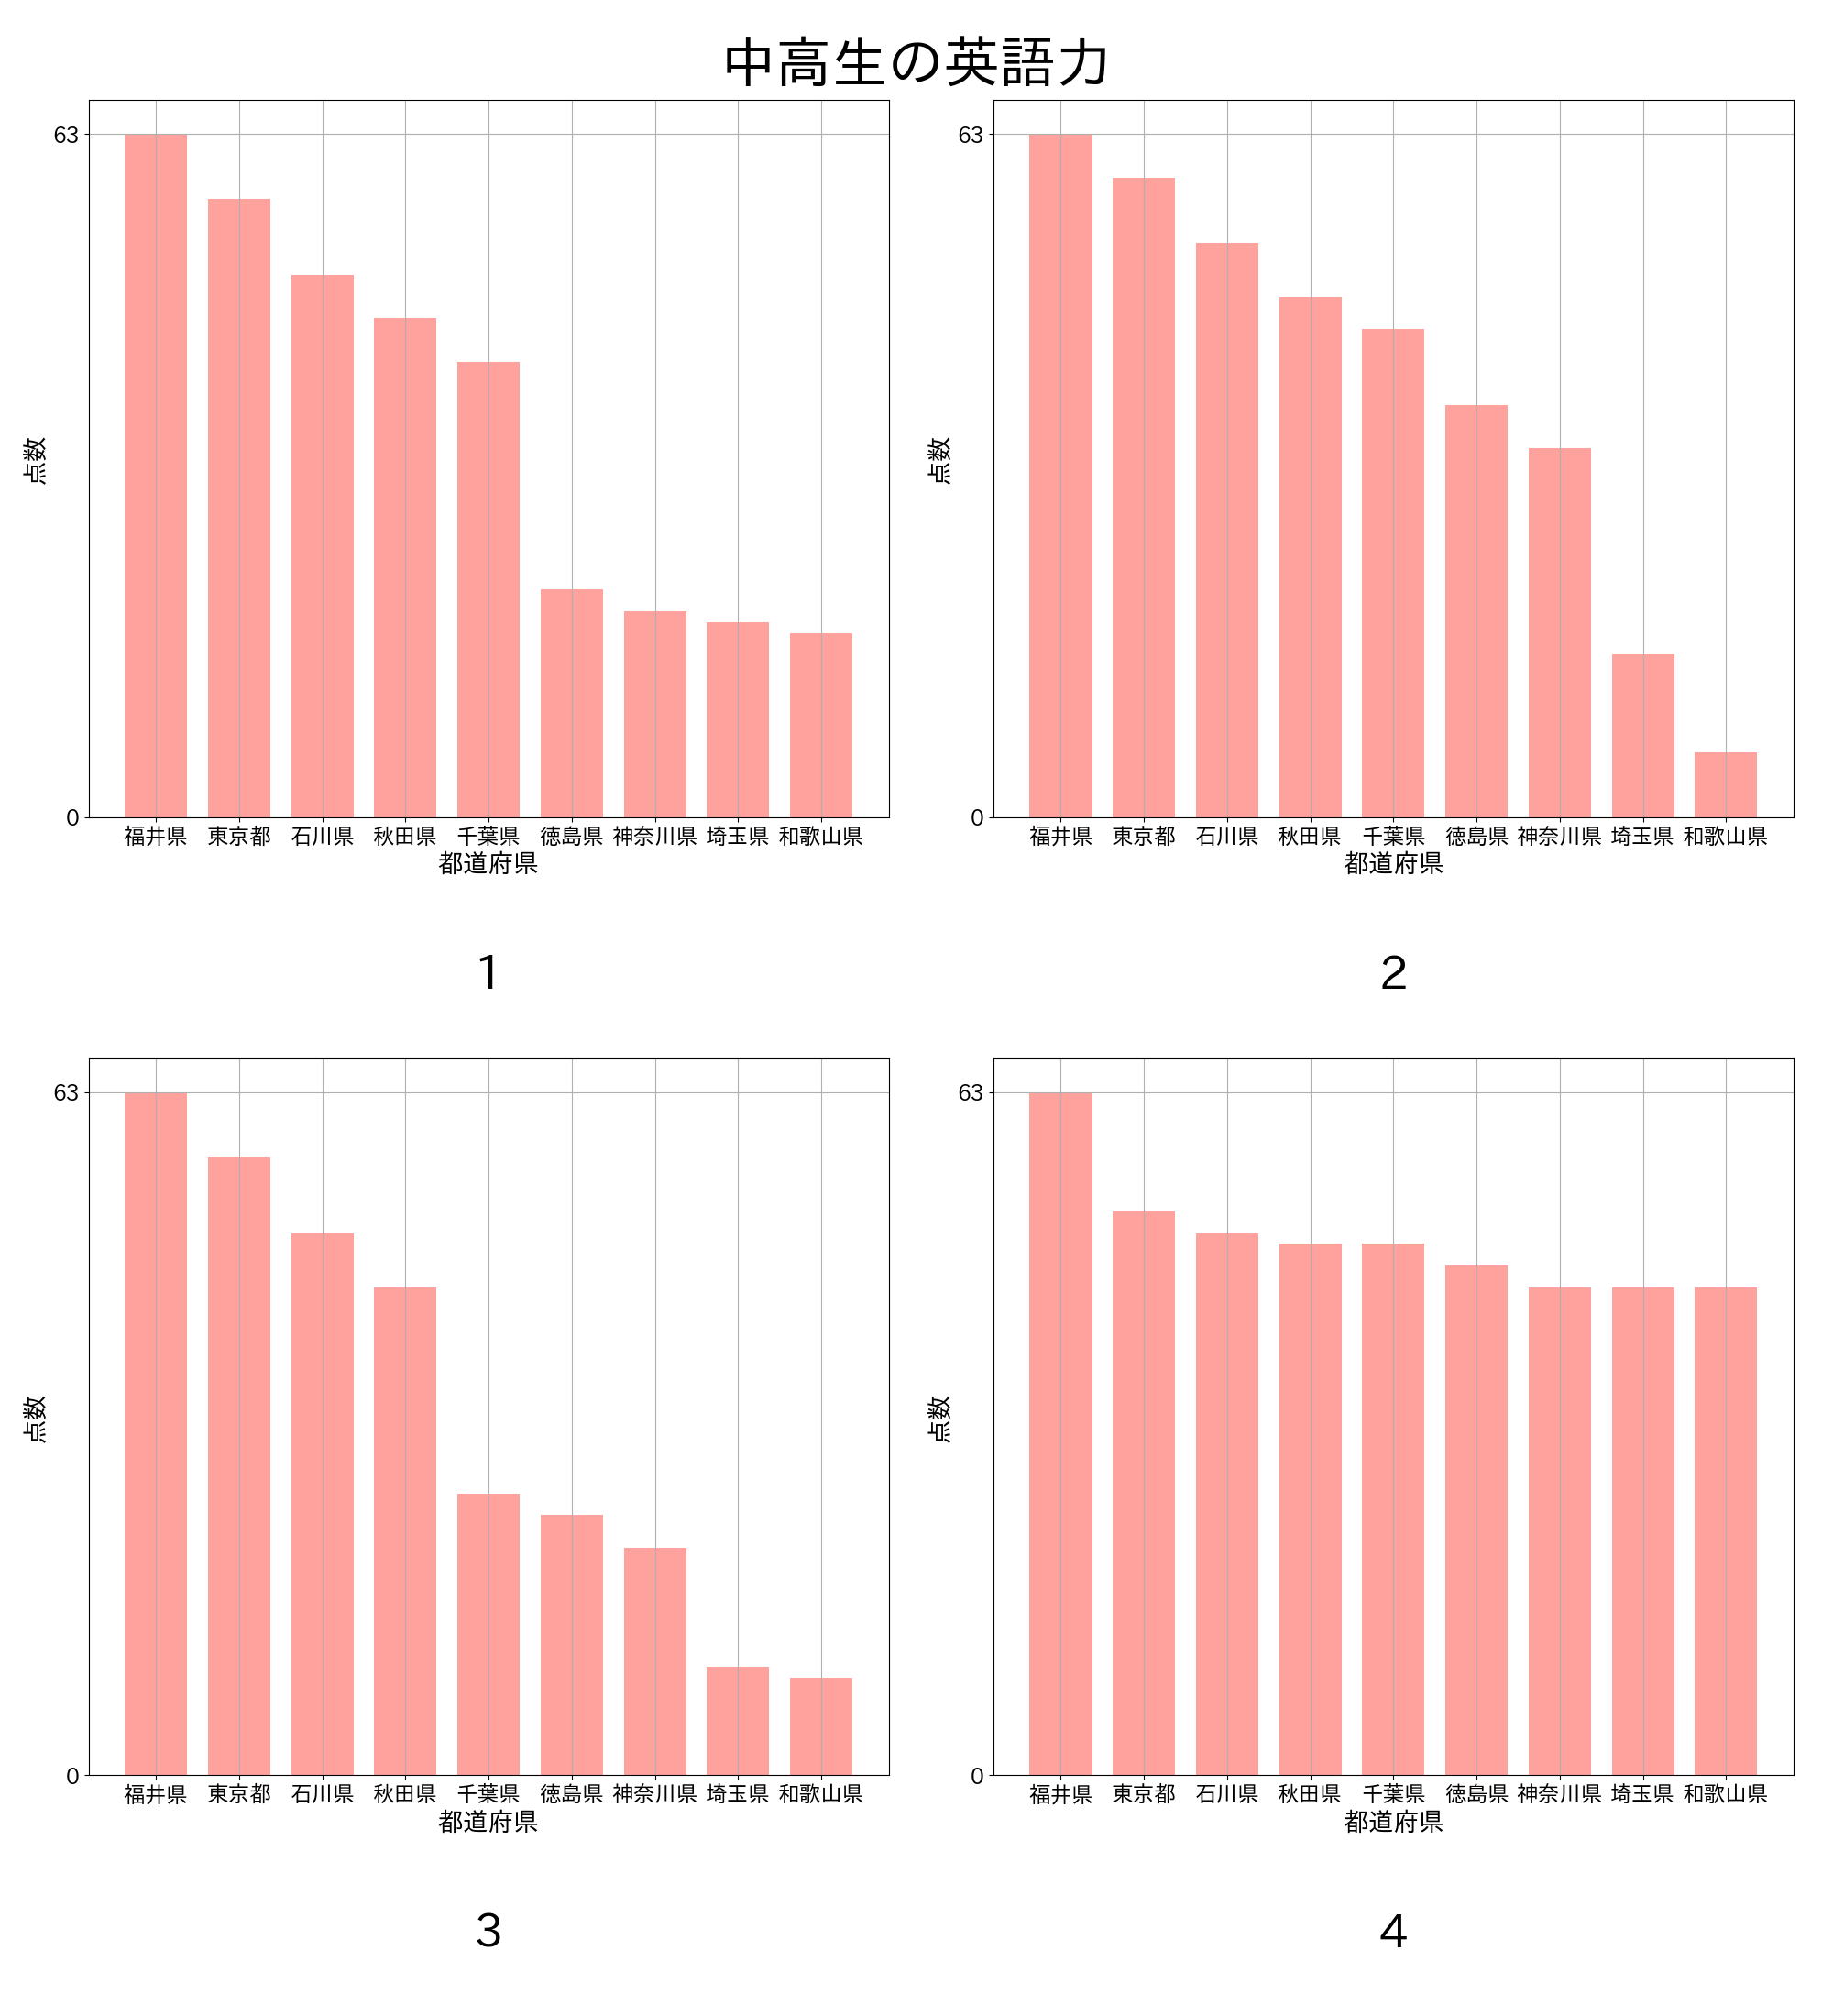 中高生の英語力
63
0
点数
福井県 東京都 石川県 秋田県 千葉県 徳島県 神奈川県 埼玉県 和歌山県
都道府県
1
63
0
点数
福井県 東京都 石川県 秋田県 千葉県 徳島県 神奈川県 埼玉県 和歌山県
都道府県
2
63
0
点数
福井県 東京都 石川県 秋田県 千葉県 徳島県 神奈川県 埼玉県 和歌山県
都道府県
3
63
0
点数
福井県 東京都 石川県 秋田県 千葉県 徳島県 神奈川県 埼玉県 和歌山県
都道府県
4